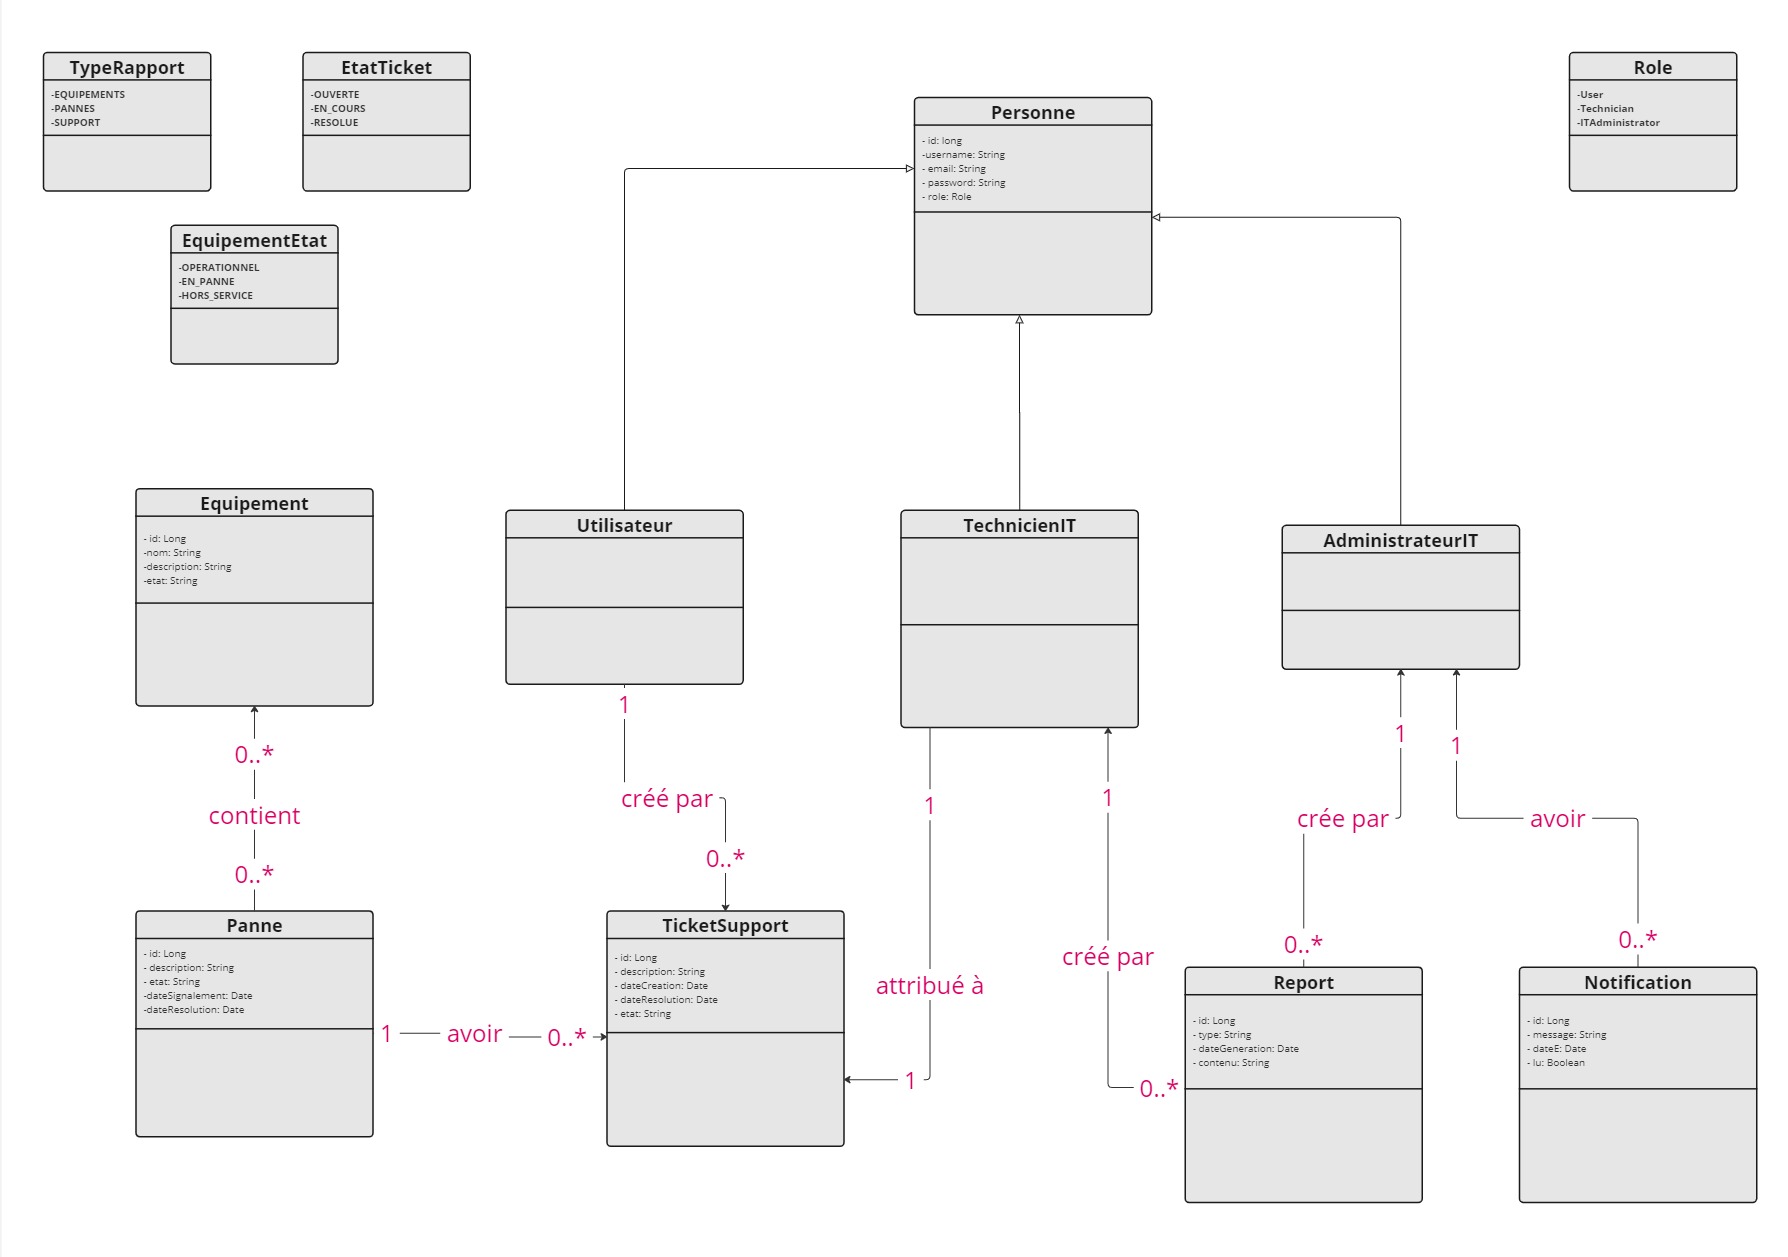 TypeRapport
-EQUIPEMENTS
-PANNES
-SUPPORT
EtatTicket
-OUVERTE
-EN_COURS
-RESOLUE
Role
-User
-Technician
-ITAdministrator
Personne
- id: long
-username: String
- email: String
- password: String
- role: Role
EquipementEtat
-OPERATIONNEL
-EN_PANNE
-HORS_SERVICE
Equipement
- id: Long
-nom: String
-description: String
-etat: String
Utilisateur
TechnicienIT
AdministrateurIT
0..*
contient
0..*
1
créé par
0..*
1
attribué à
1
1
créé par
0..*
1
crée par
0..*
1
avoir
0..*
Panne
- id: Long
- description: String
- etat: String
-dateSignalement: Date
-dateResolution: Date
1
avoir
0..*
TicketSupport
- id: Long
- description: String
- dateCreation: Date
- dateResolution: Date
- etat: String
Report
- id: Long
- type: String
- dateGeneration: Date
- contenu: String
Notification
- id: Long
- message: String
- dateE: Date
- lu: Boolean